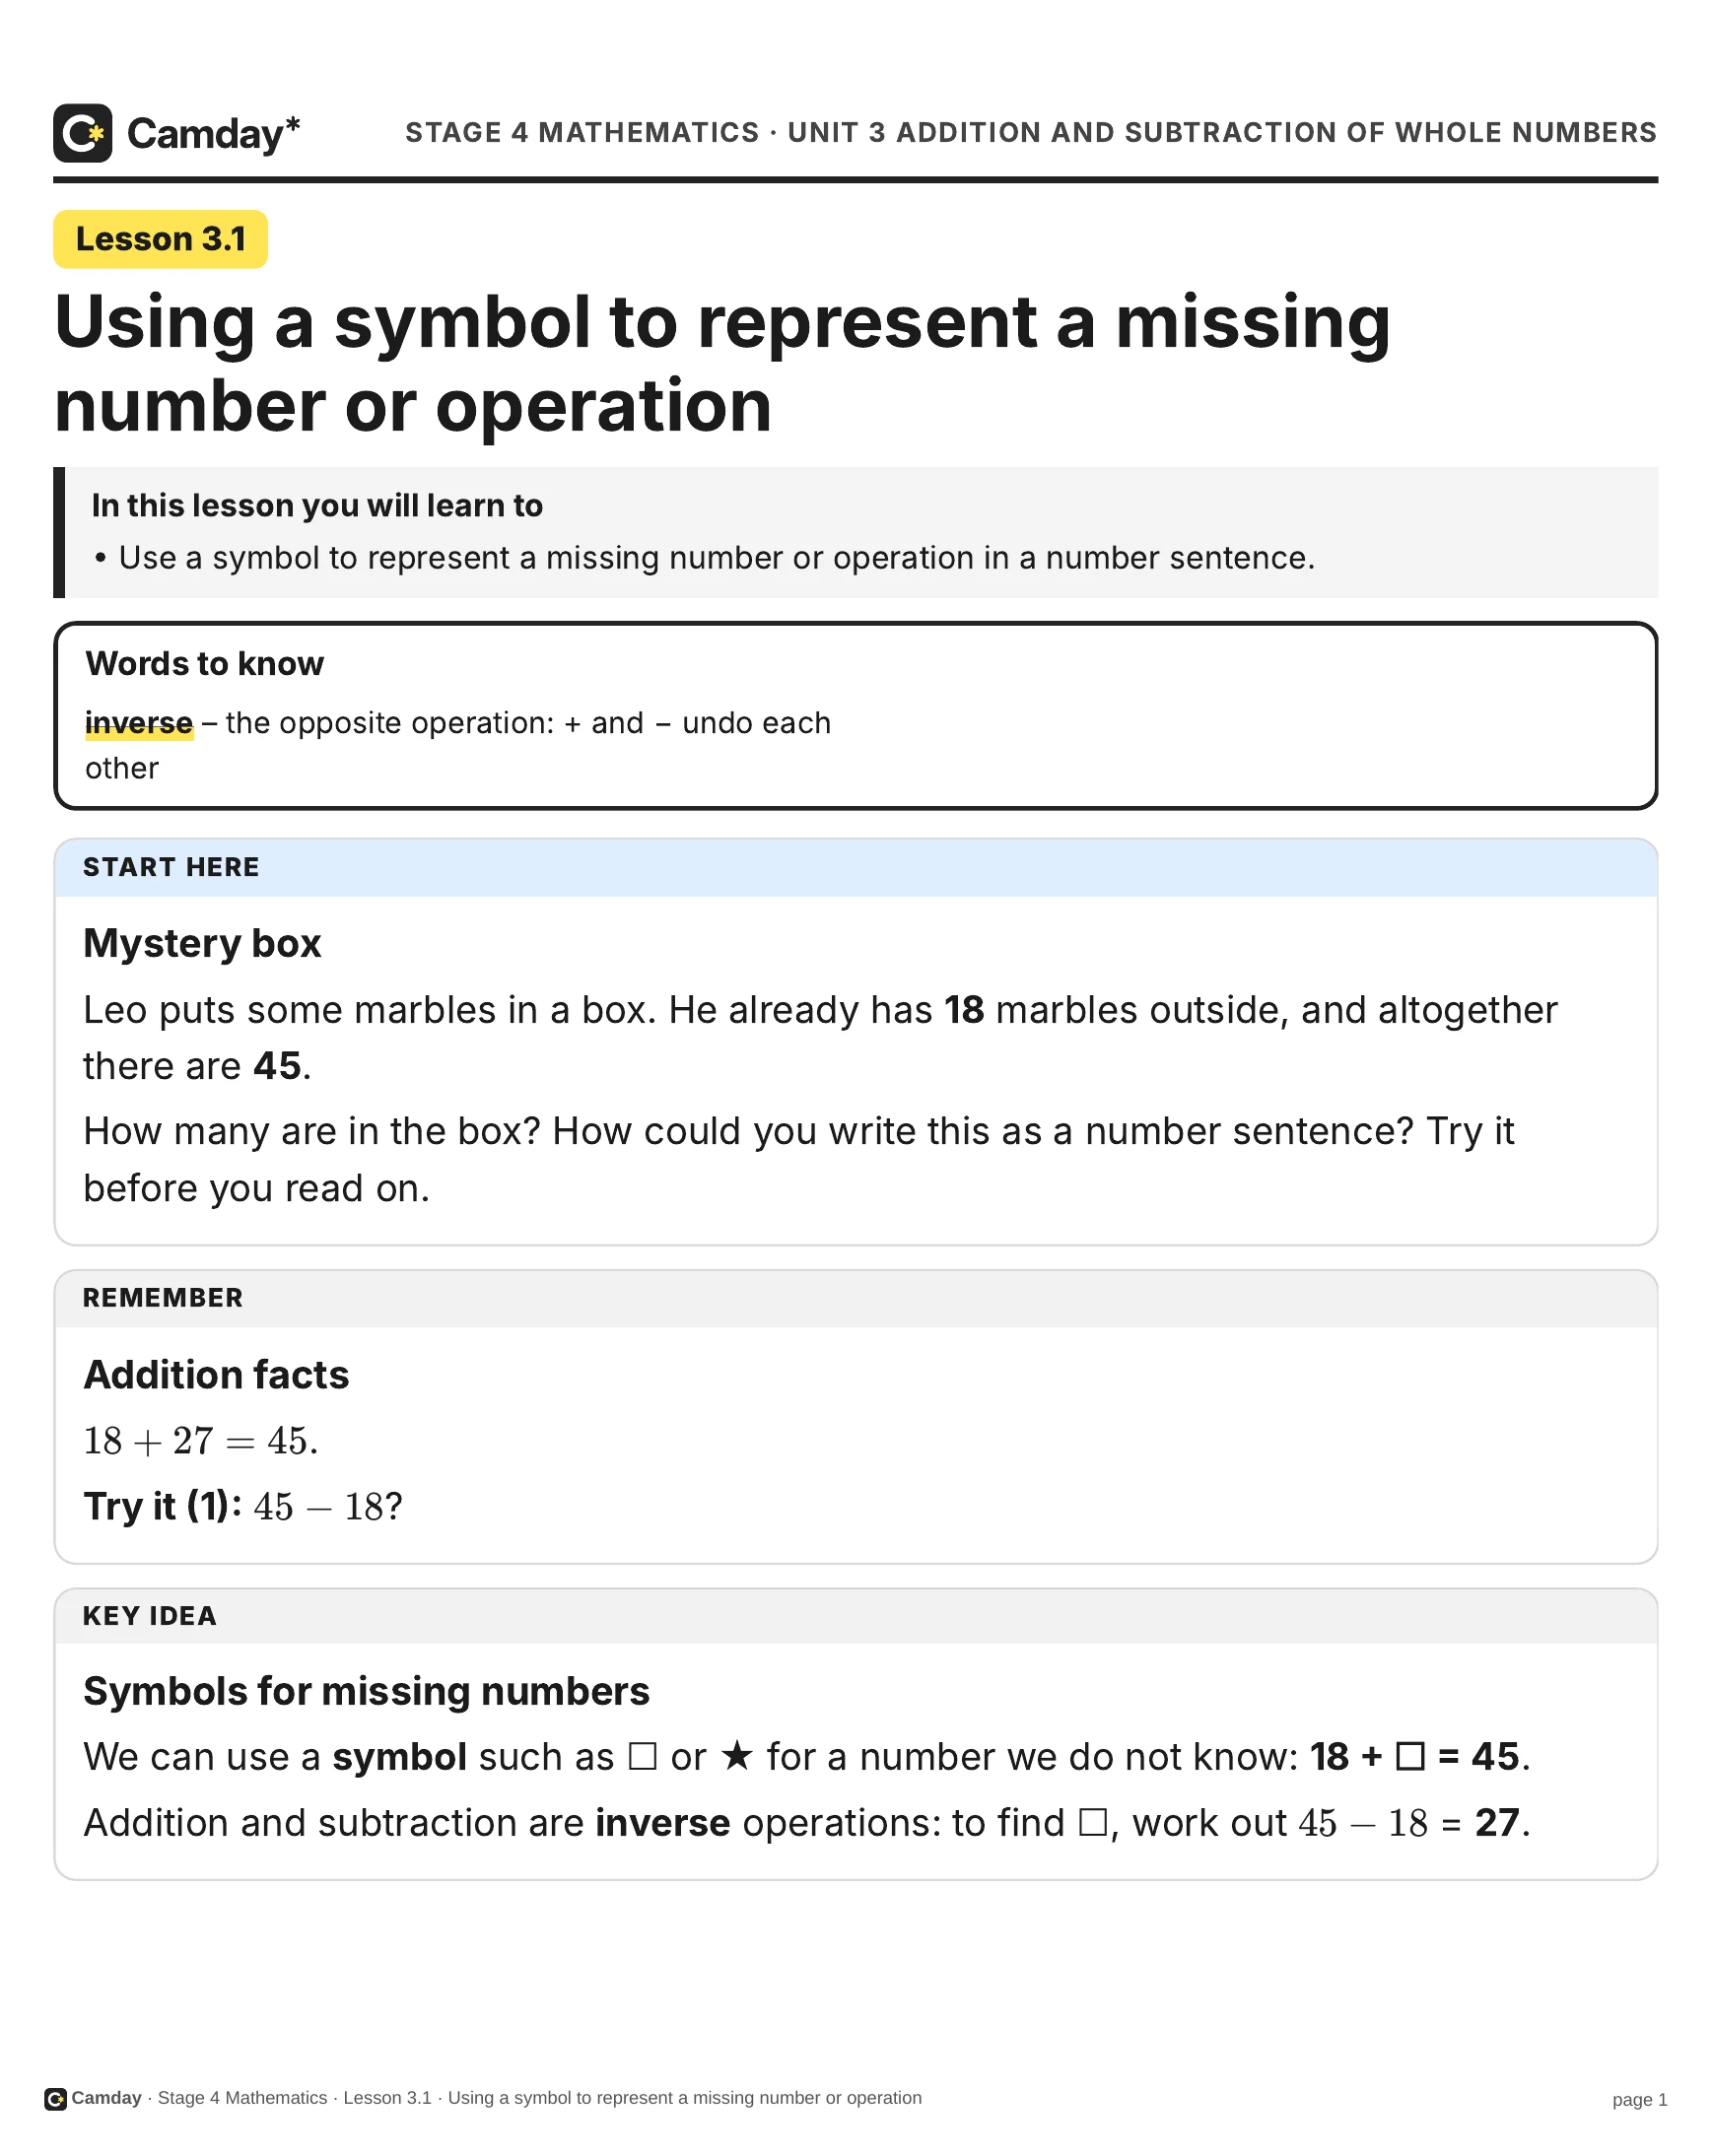 Camday*
STAGE 4 MATHEMATICS · UNIT 3 ADDITION AND SUBTRACTION OF WHOLE NUMBERS
Lesson 3.1
Using a symbol to represent a missing
number or operation
In this lesson you will learn to
• Use a symbol to represent a missing number or operation in a number sentence.
Words to know
inverse – the opposite operation: + and − undo each
other
START HERE
Mystery box
Leo puts some marbles in a box. He already has 18 marbles outside, and altogether
there are 45.
How many are in the box? How could you write this as a number sentence? Try it
before you read on.
REMEMBER
Addition facts
18 + 27 = 45.
Try it (1): 45 − 18?
KEY IDEA
Symbols for missing numbers
We can use a symbol such as □ or ★ for a number we do not know: 18 + □ = 45.
Addition and subtraction are inverse operations: to find □, work out 45 − 18 = 27.
Camday · Stage 4 Mathematics · Lesson 3.1 · Using a symbol to represent a missing number or operation
page 1